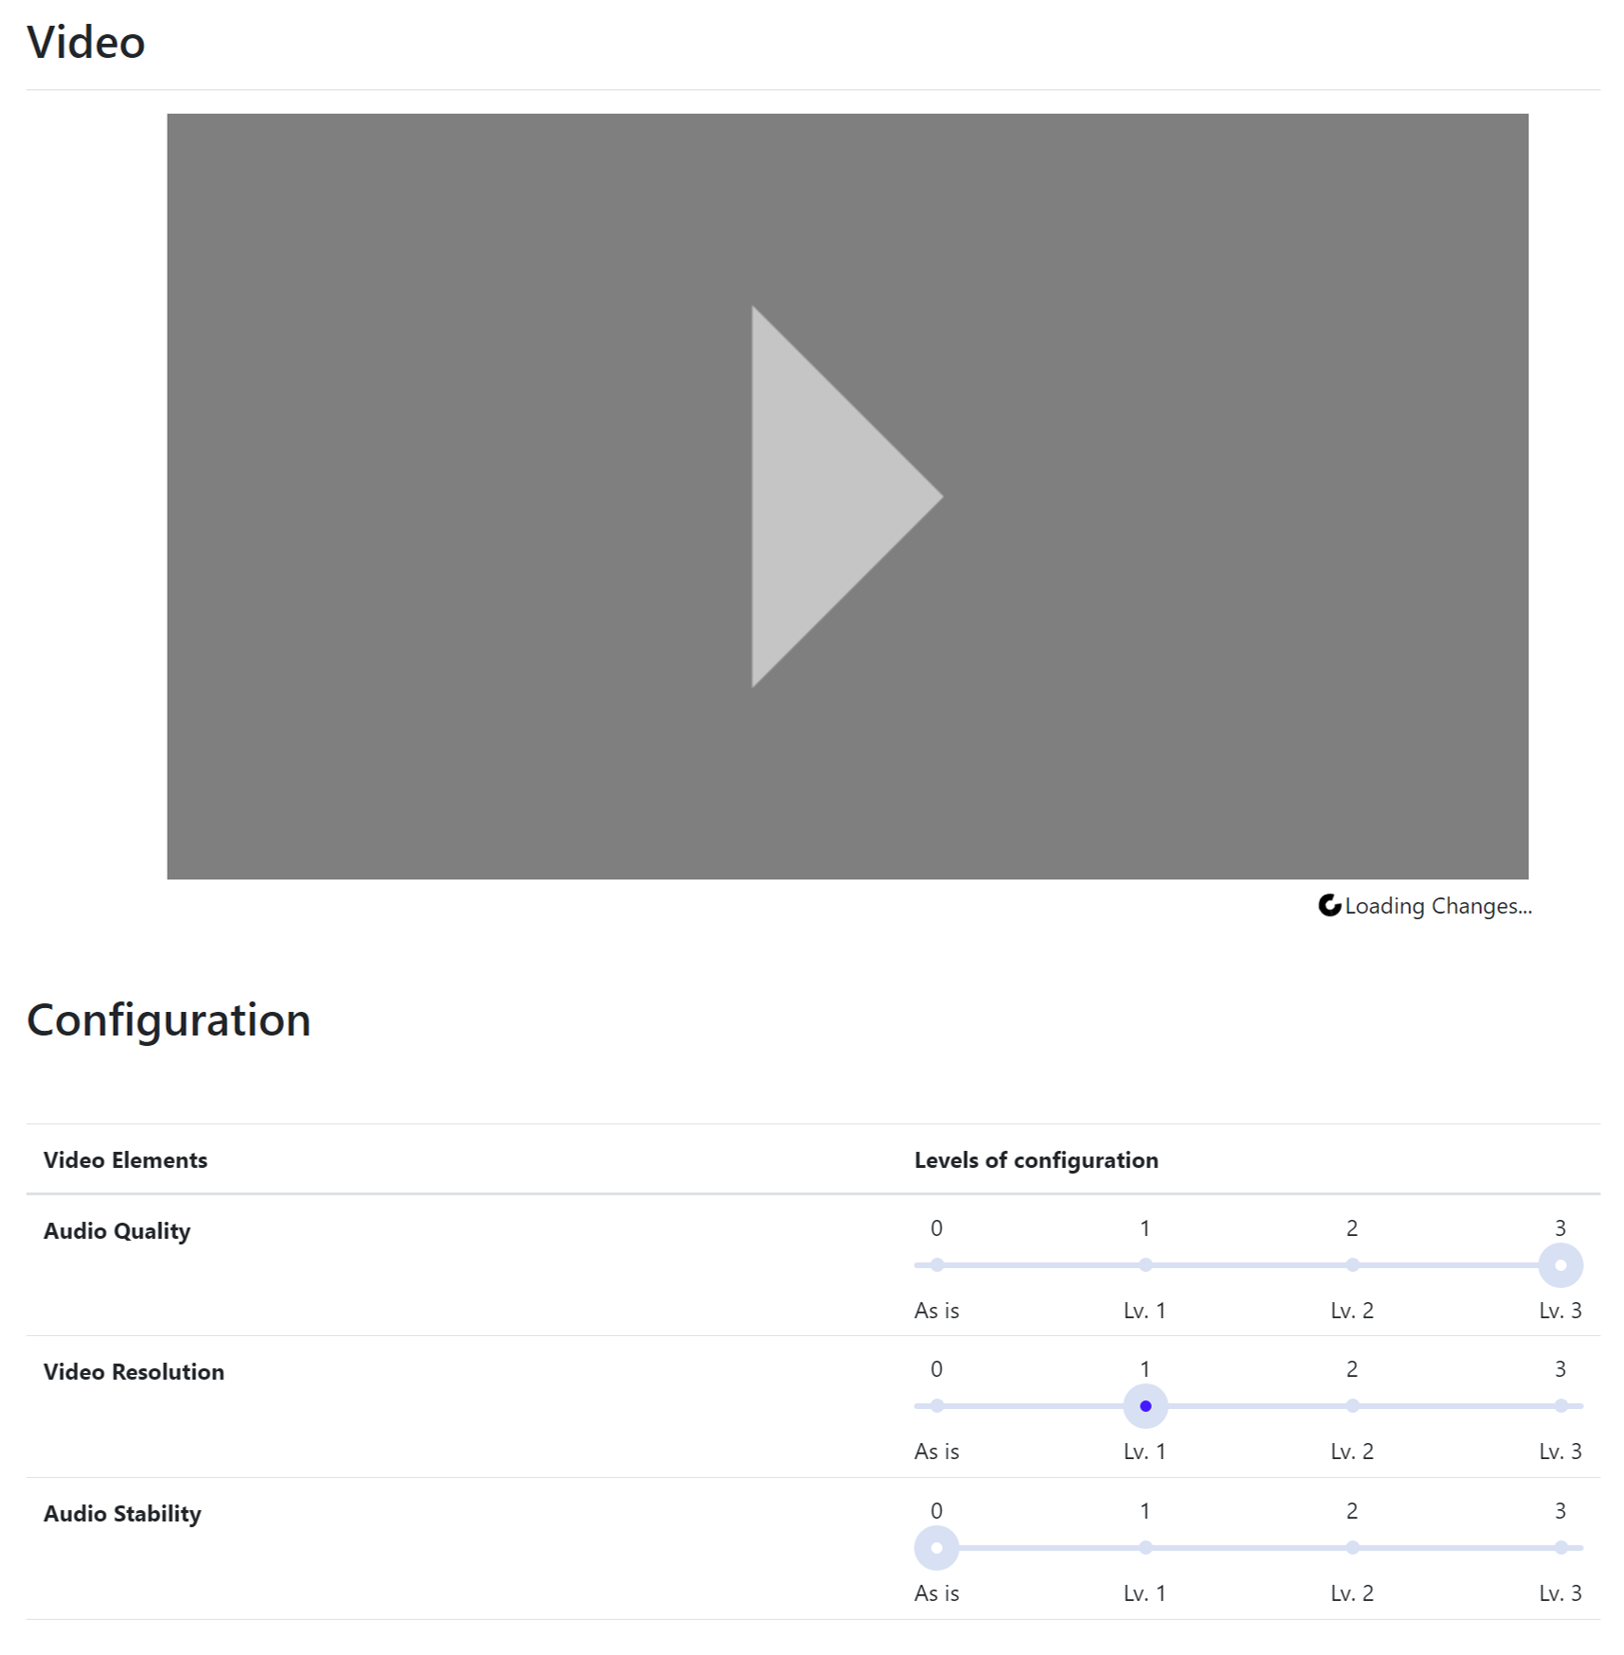 Video
Loading Changes...
Configuration
Video Elements Levels of configuration
Audio Quality 0 1 2 3
As is Lv. 1 Lv. 2 Lv. 3
Video Resolution 0 1 2 3
As is Lv. 1 Lv. 2 Lv. 3
Audio Stability 0 1 2 3
As is Lv. 1 Lv. 2 Lv. 3